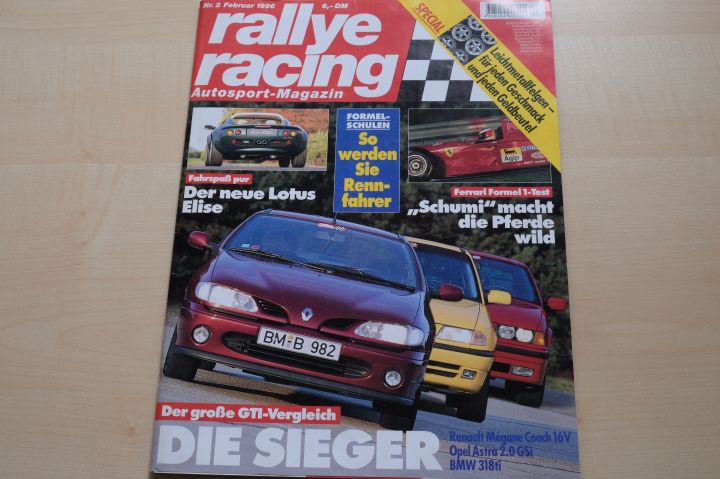 Nr. 2 Februar 1996 6,– DM
rallye
racing
Autosport-Magazin
SPECIAL
Leichtmetallfelgen –
für jeden Geschmack
und jeden Geldbeutel
FORMEL-
SCHULEN
So
werden
Sie
Renn-
fahrer
Fahrspaß pur
Der neue Lotus
Elise
Agip
Ferrari Formel 1-Test
„Schumi“ macht
die Pferde
wild
BM-B 982
Der große GTI-Vergleich
DIE SIEGER
Renault Mégane Coach 16V
Opel Astra 2.0 GSi
BMW 318ti